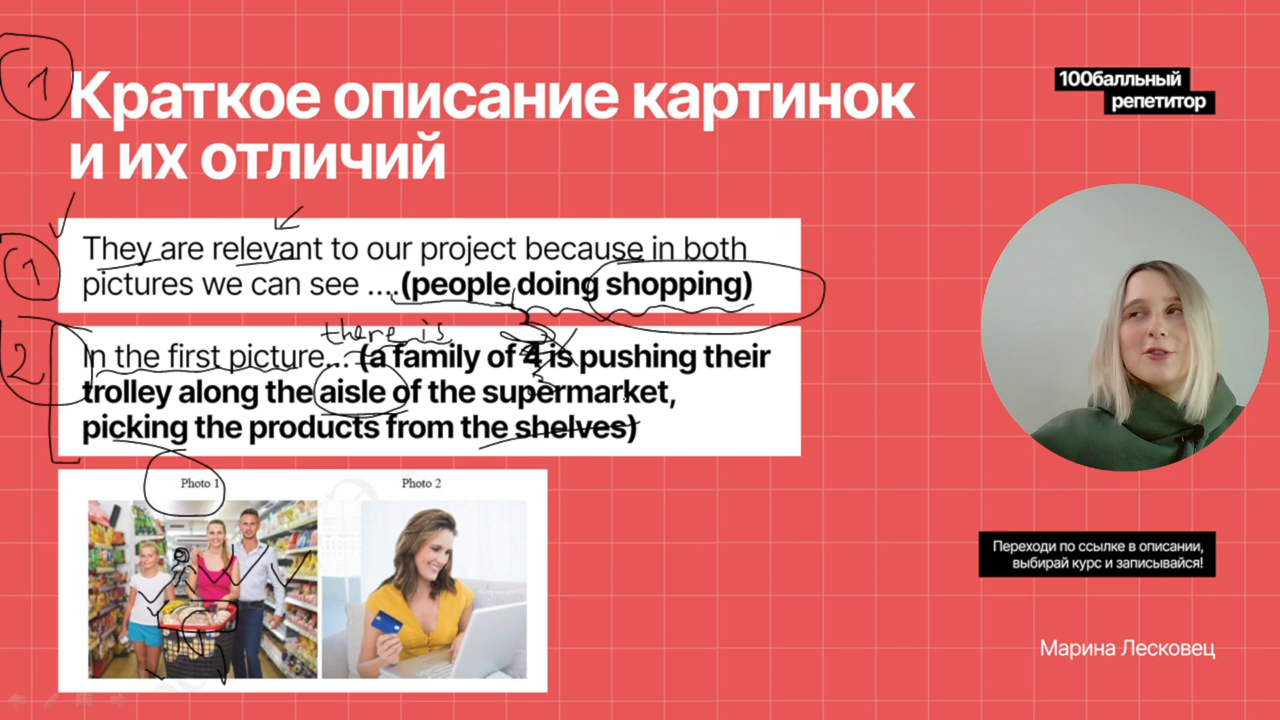 1
Краткое описание картинок
и их отличий
100балльный
репетитор
1
They are relevant to our project because in both
pictures we can see .... (people doing shopping)
there is
2
In the first picture... (a family of 4 is pushing their
trolley along the aisle of the supermarket,
picking the products from the shelves)
Photo 1
Photo 2
Переходи по ссылке в описании,
выбирай курс и записывайся!
Марина Лесковец